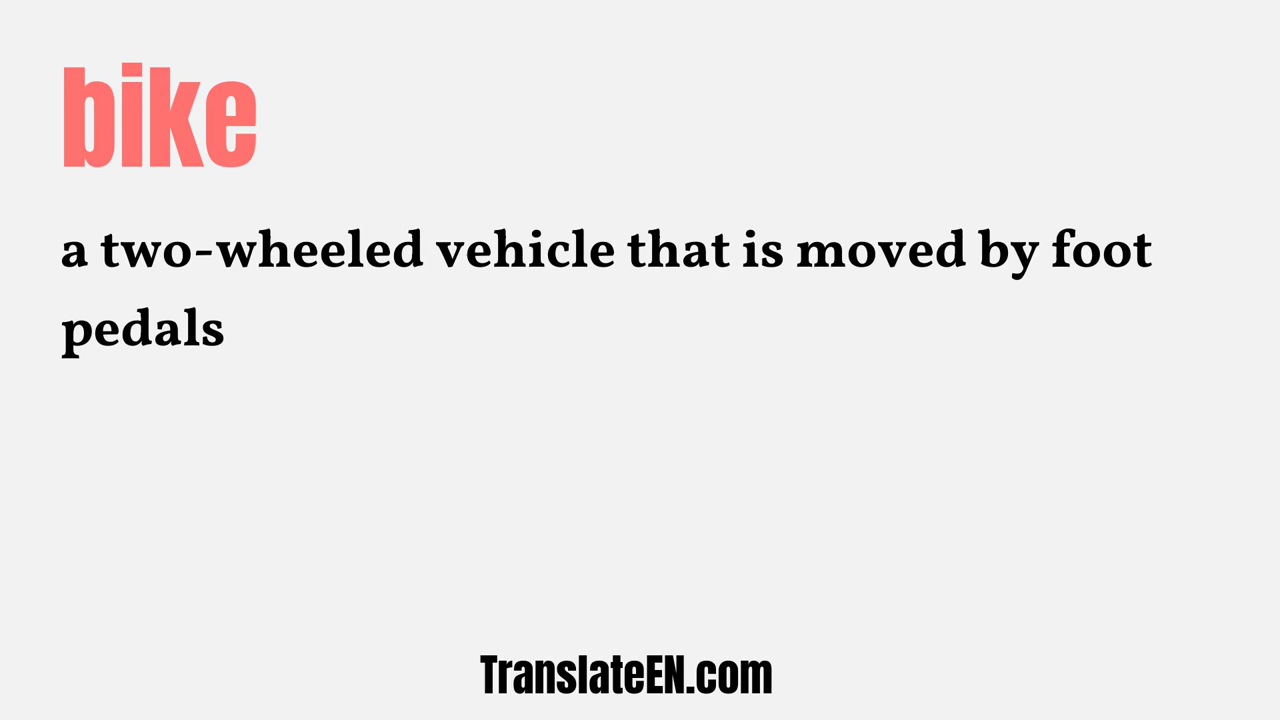 bike
a two-wheeled vehicle that is moved by foot
pedals
TranslateEN.com